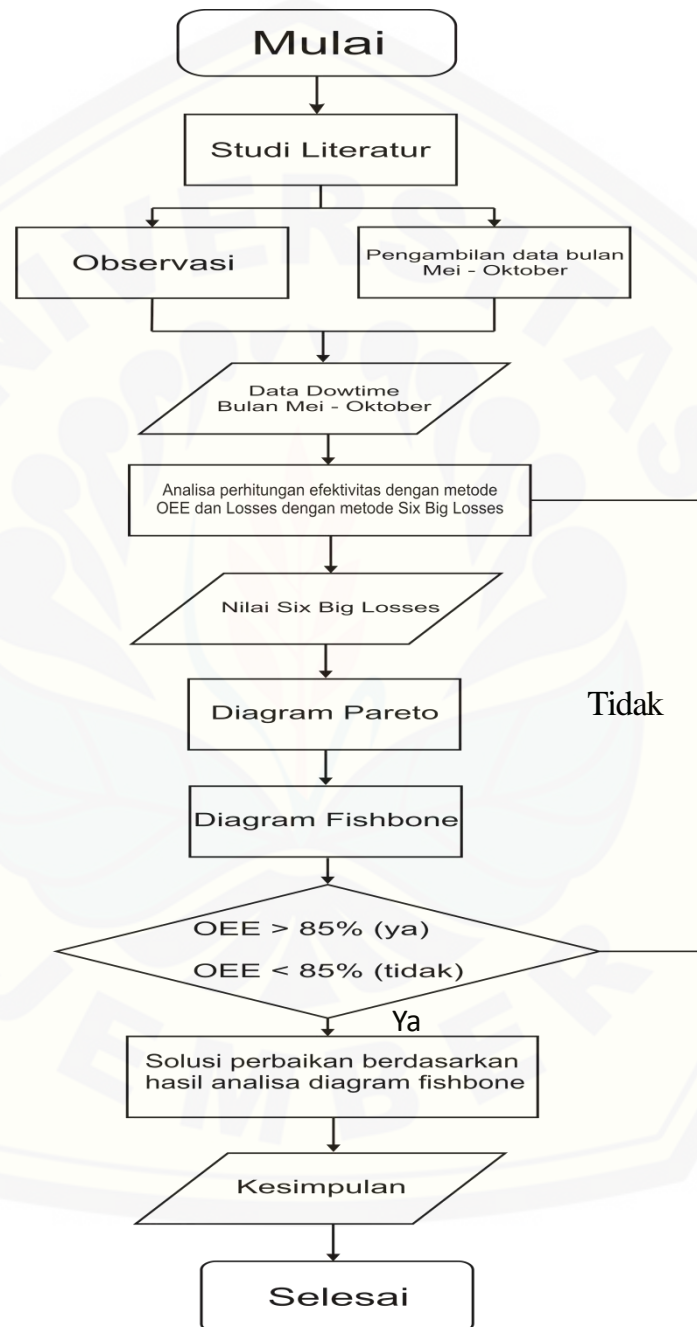 Mulai
Studi Literatur
Observasi
Pengambilan data bulan
Mei - Oktober
Data Dowtime
Bulan Mei - Oktober
Analisa perhitungan efektivitas dengan metode
OEE dan Losses dengan metode Six Big Losses
Nilai Six Big Losses
Diagram Pareto
Tidak
Diagram Fishbone
OEE > 85% (ya)
OEE < 85% (tidak)
Ya
Solusi perbaikan berdasarkan
hasil analisa diagram fishbone
Kesimpulan
Selesai
UNIVERSITAS
JEMBER